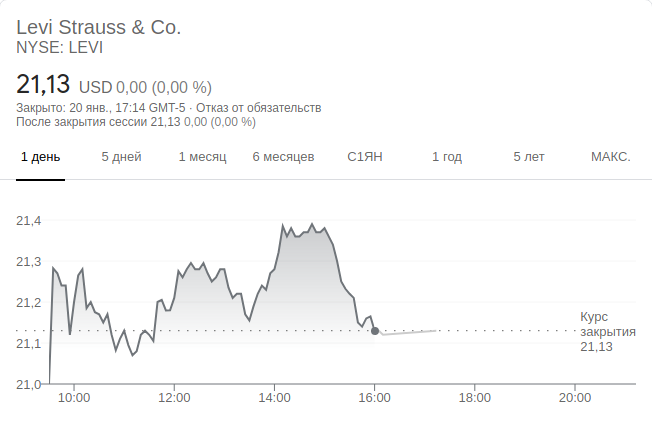 Levi Strauss & Co.
NYSE: LEVI
21,13 USD 0,00 (0,00 %)
Закрыто: 20 янв., 17:14 GMT-5 · Отказ от обязательств
После закрытия сессии 21,13 0,00 (0,00 %)
1 день 5 дней 1 месяц 6 месяцев С1ЯН 1 год 5 лет МАКС.
21,4
21,3
21,2
21,1
21,0
Курс
закрытия
21,13
10:00 12:00 14:00 16:00 18:00 20:00